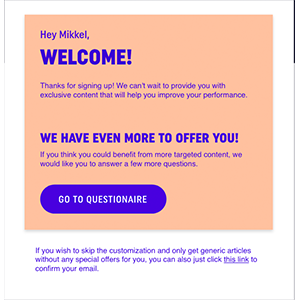 Hey Mikkel,
WELCOME!
Thanks for signing up! We can't wait to provide you with
exclusive content that will help you improve your performance.
WE HAVE EVEN MORE TO OFFER YOU!
If you think you could benefit from more targeted content, we
would like you to answer a few more questions.
GO TO QUESTIONAIRE
If you wish to skip the customization and only get generic articles
without any special offers for you, you can also just click this link to
confirm your email.